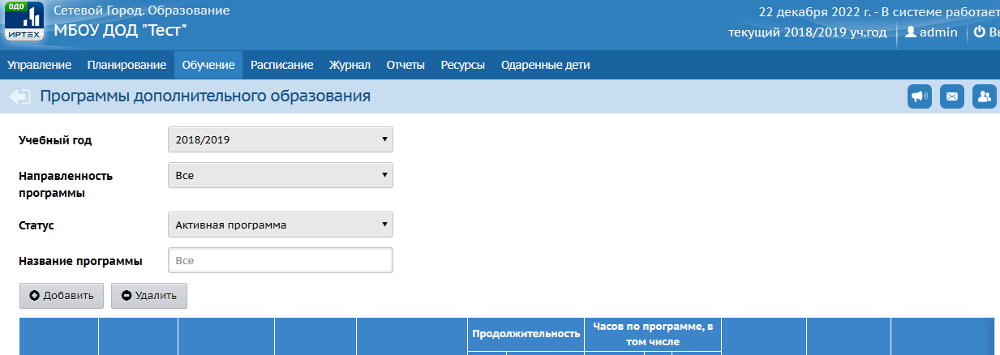 ОДО
ИРТЕХ
Сетевой Город. Образование
МБОУ ДОД "Тест"
22 декабря 2022 г. - В системе работает
текущий 2018/2019 уч.год admin
Управление Планирование Обучение Расписание Журнал Отчеты Ресурсы Одаренные дети
Программы дополнительного образования
Учебный год 2018/2019
Направленность Все
программы
Статус Активная программа
Название программы Все
Добавить Удалить
Продолжительность Часов по программе, в
том числе